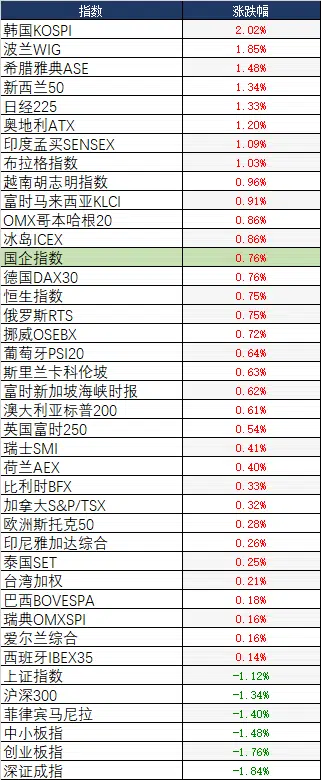 指数 涨跌幅
韩国KOSPI 2.02%
波兰WIG 1.85%
希腊雅典ASE 1.48%
新西兰50 1.34%
日经225 1.33%
奥地利ATX 1.20%
印度孟买SENSEX 1.09%
布拉格指数 1.03%
越南胡志明指数 0.96%
富时马来西亚KLCI 0.91%
OMX哥本哈根20 0.86%
冰岛ICEX 0.86%
国企指数 0.76%
德国DAX30 0.76%
恒生指数 0.75%
俄罗斯RTS 0.75%
挪威OSEBX 0.72%
葡萄牙PSI20 0.64%
斯里兰卡科伦坡 0.63%
富时新加坡海峡时报 0.62%
澳大利亚标普200 0.61%
英国富时250 0.54%
瑞士SMI 0.41%
荷兰AEX 0.40%
比利时BFX 0.33%
加拿大S&P/TSX 0.32%
欧洲斯托克50 0.28%
印尼雅加达综合 0.26%
泰国SET 0.25%
台湾加权 0.21%
巴西BOVESPA 0.18%
瑞典OMXSPI 0.16%
爱尔兰综合 0.16%
西班牙IBEX35 0.14%
上证指数 -1.12%
沪深300 -1.34%
菲律宾马尼拉 -1.40%
中小板指 -1.48%
创业板指 -1.76%
深证成指 -1.84%